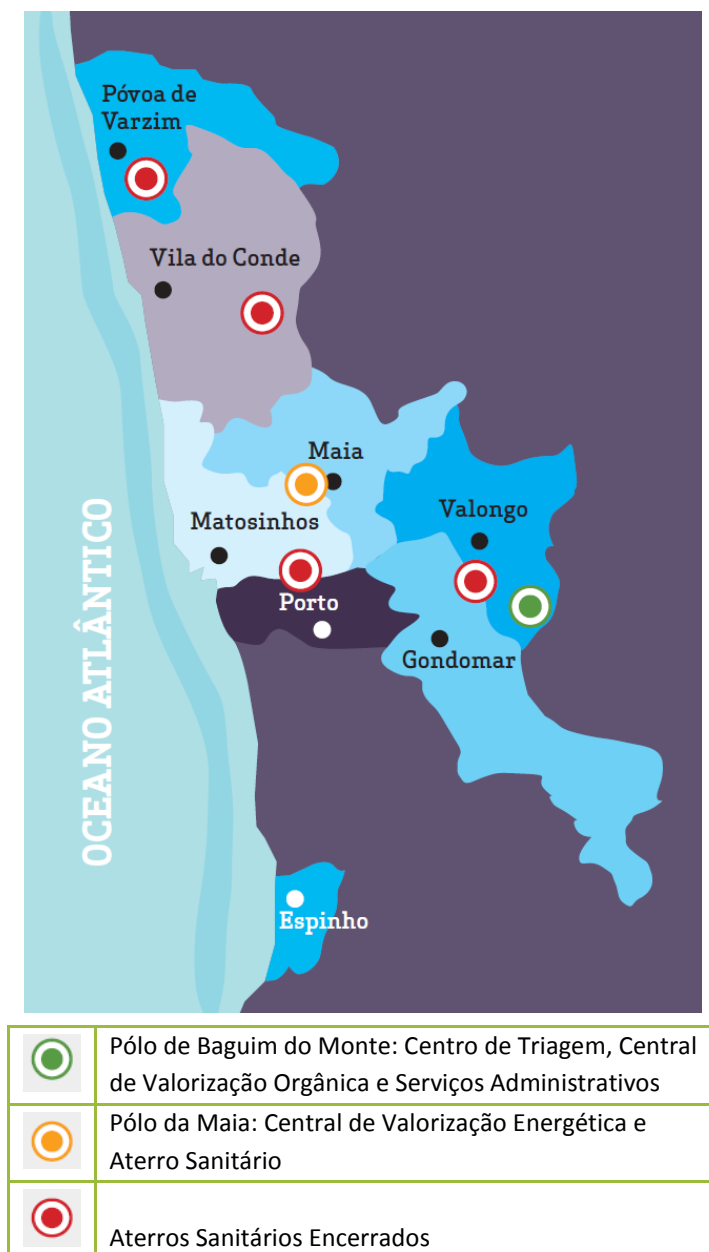 Póvoa de
Varzim
Vila do Conde
Maia
Matosinhos
Valongo
Porto
Gondomar
OCEANO ATLÂNTICO
Espinho
Pólo de Baguim do Monte: Centro de Triagem, Central
de Valorização Orgânica e Serviços Administrativos
Pólo da Maia: Central de Valorização Energética e
Aterro Sanitário
Aterros Sanitários Encerrados